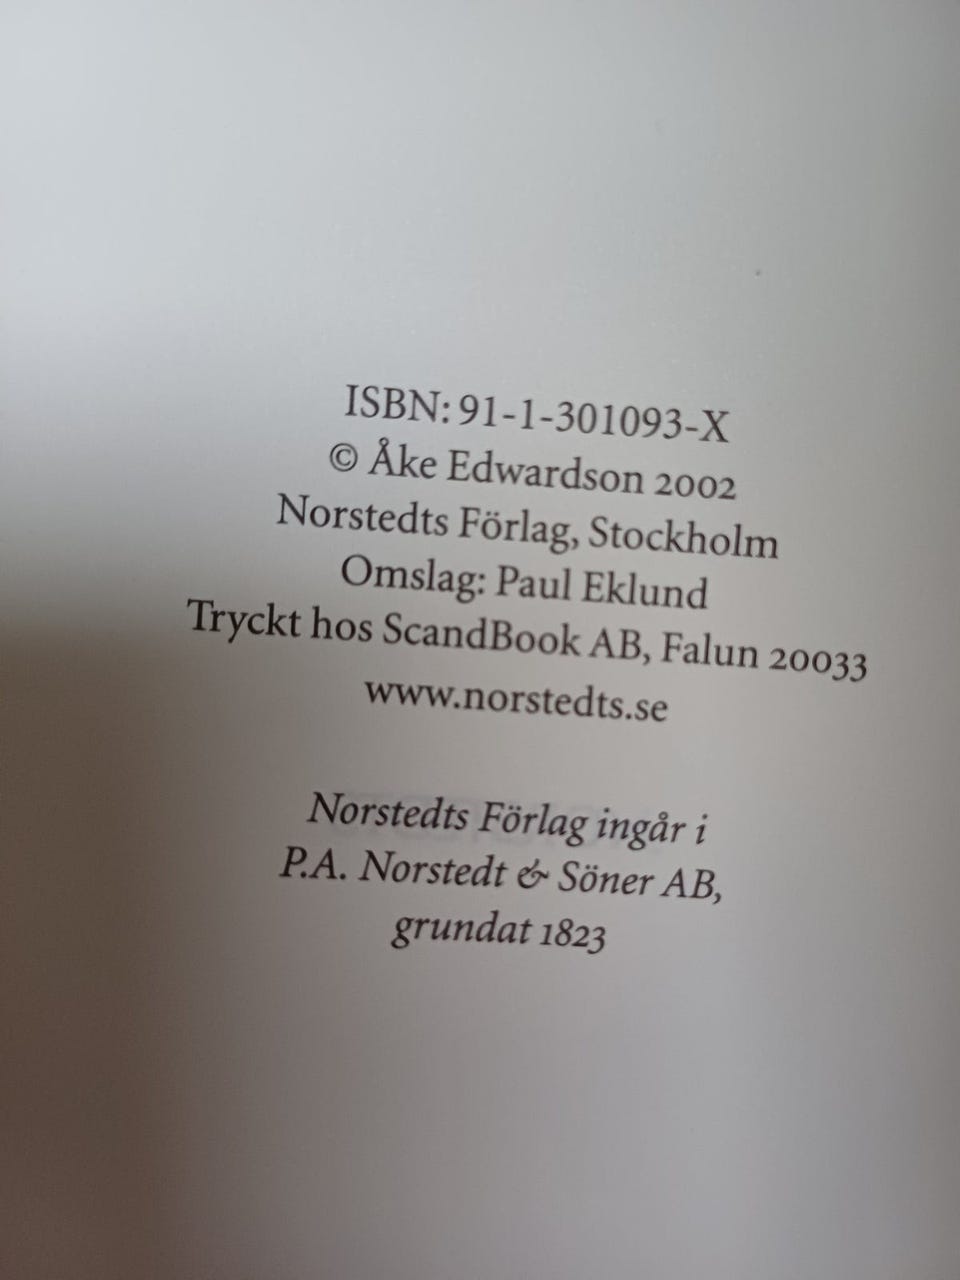 ISBN: 91-1-301093-X
© Åke Edwardson 2002
Norstedts Förlag, Stockholm
Omslag: Paul Eklund
Tryckt hos ScandBook AB, Falun 20033
www.norstedts.se
Norstedts Förlag ingår i
P.A. Norstedt & Söner AB,
grundat 1823